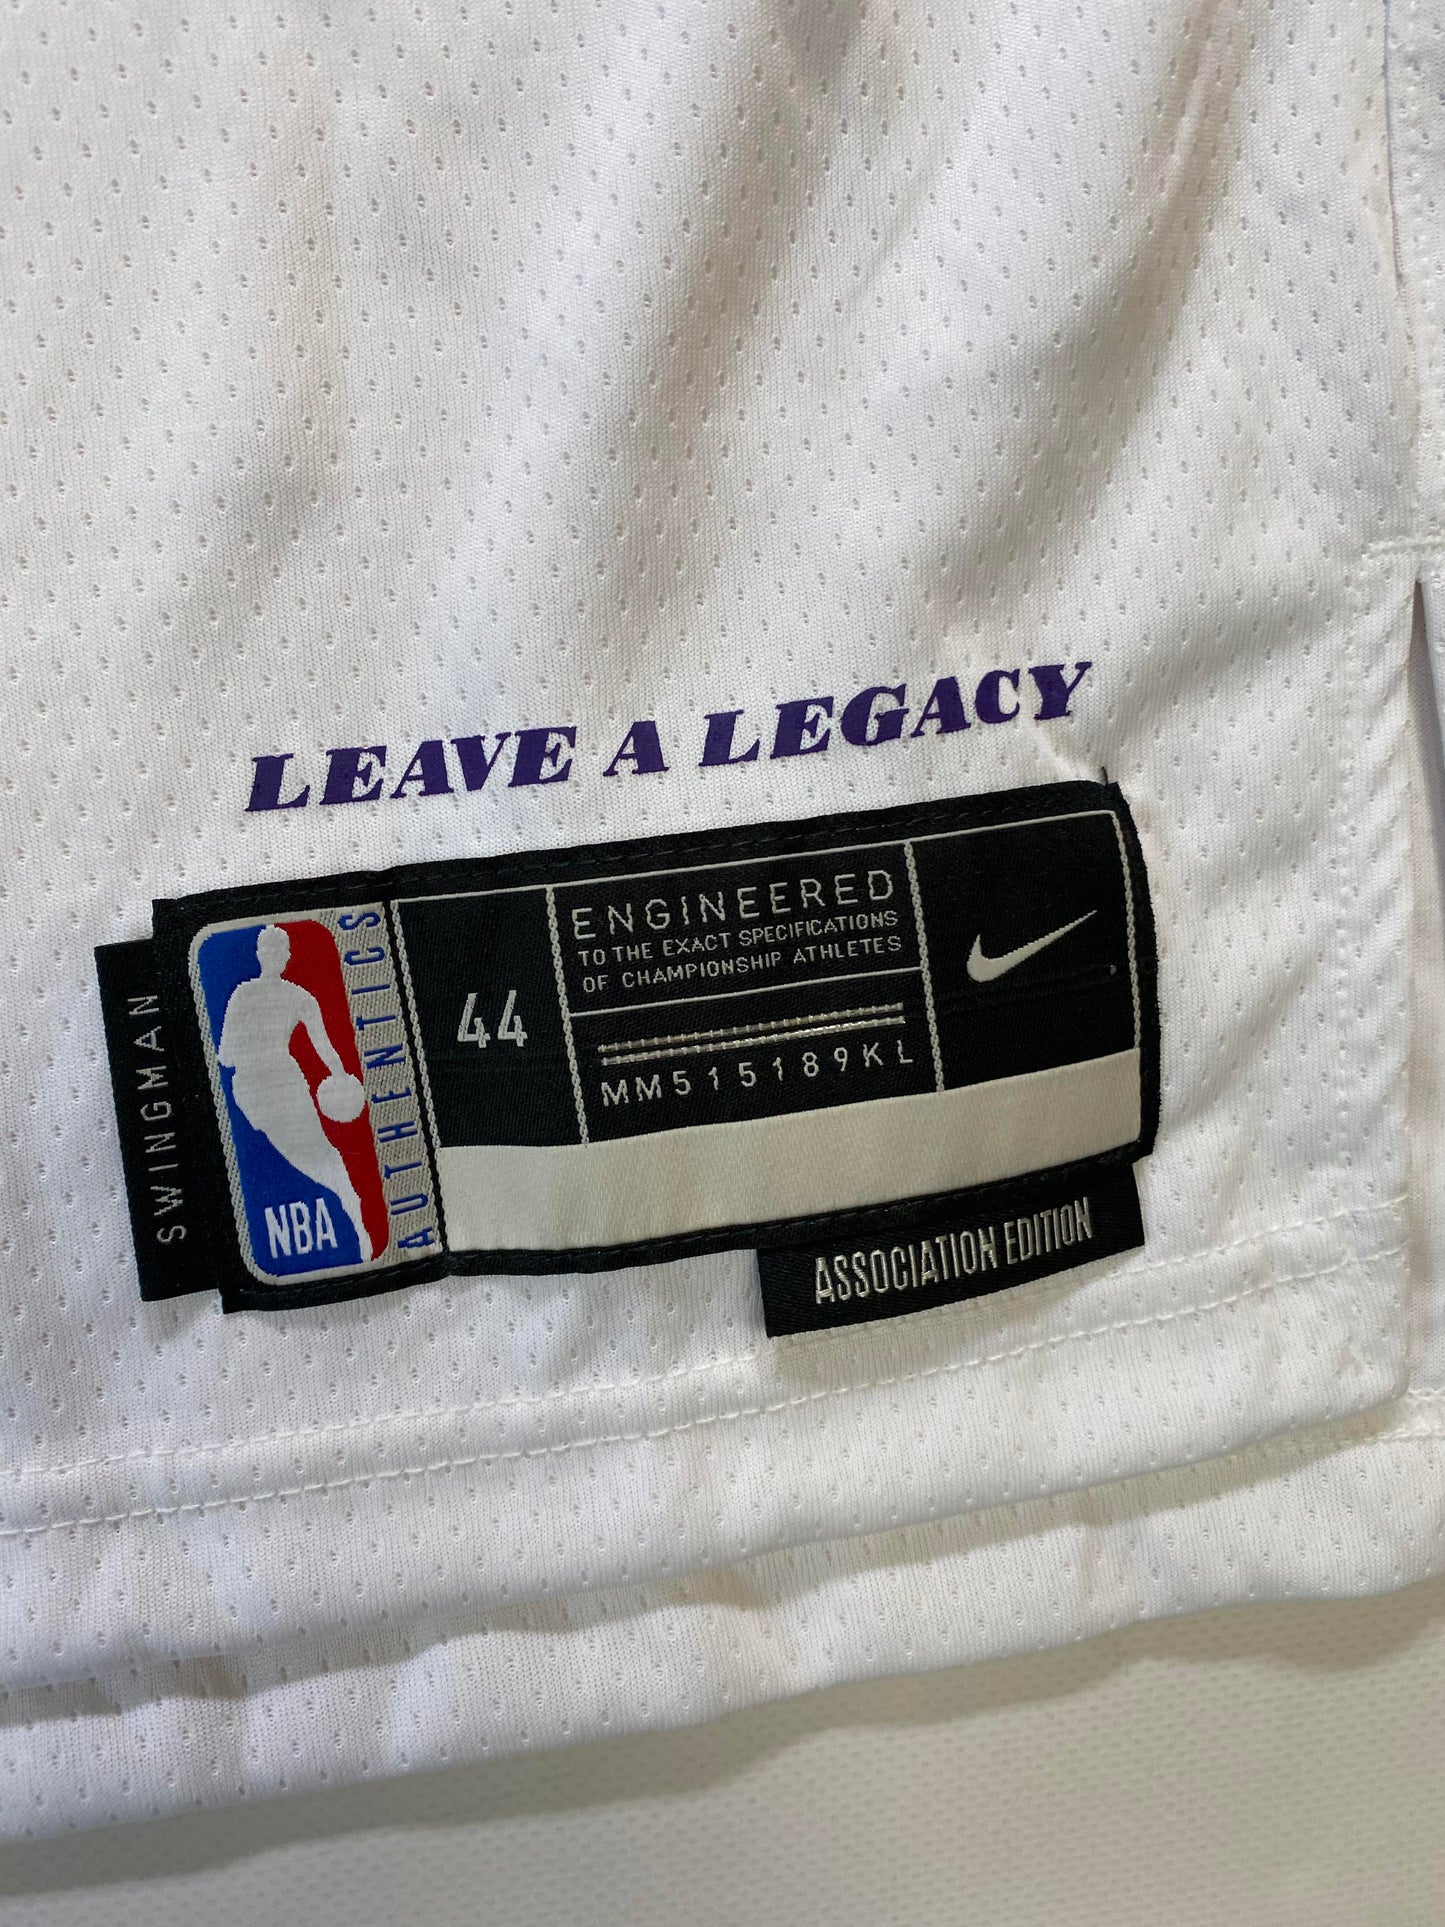 LEAVE A LEGACY
SWINGMAN
NBA
AUTHENTICS
44
ENGINEERED
TO THE EXACT SPECIFICATIONS
OF CHAMPIONSHIP ATHLETES
MM515189KL
ASSOCIATION EDITION